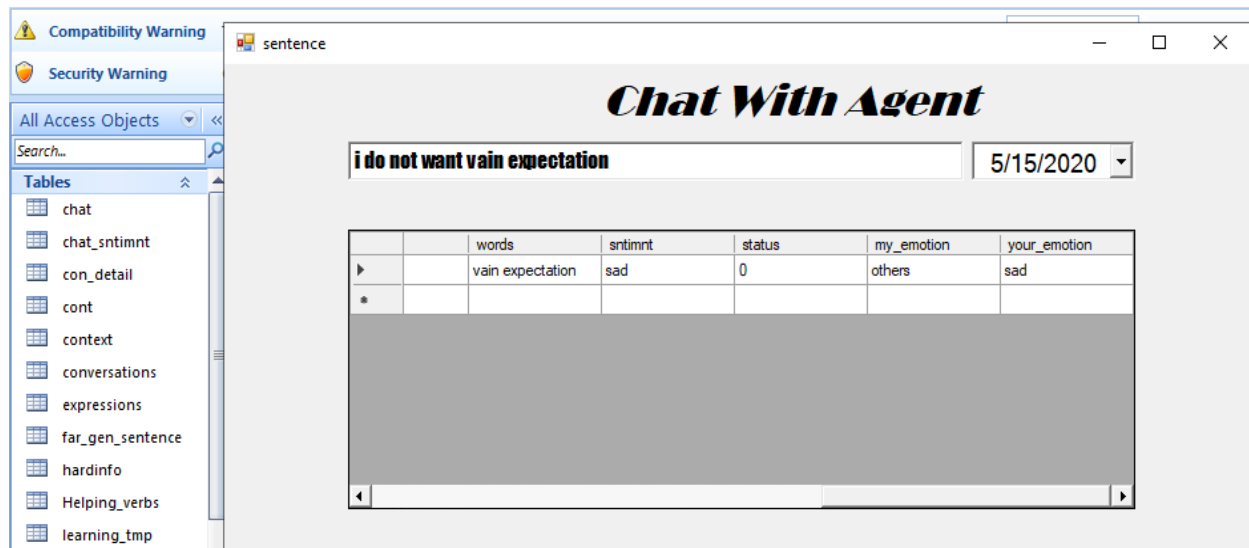 Compatibility Warning
Security Warning
All Access Objects
Search...
Tables
chat
chat_sntimnt
con_detail
cont
context
conversations
expressions
far_gen_sentence
hardinfo
Helping_verbs
learning_tmp
sentence
Chat With Agent
i do not want vain expectation
5/15/2020
words sntimnt status my_emotion your_emotion
vain expectation sad 0 others sad